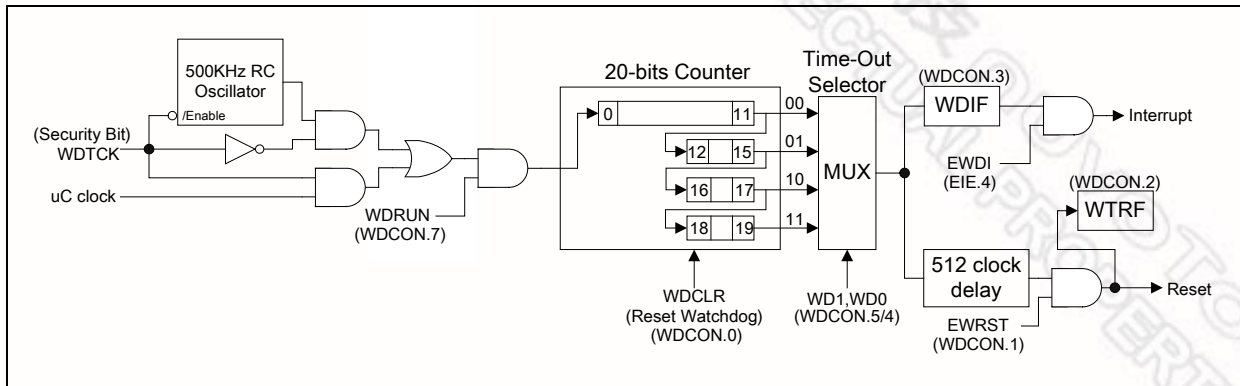 500KHz RC
Oscillator
/Enable
(Security Bit)
WDTCK
uC clock
WDRUN
(WDCON.7)
20-bits Counter
0 11
12 15
16 17
18 19
00
01
10
11
WDCLR
(Reset Watchdog)
(WDCON.0)
Time-Out
Selector
MUX
WD1,WD0
(WDCON.5/4)
(WDCON.3)
WDIF
EWDI
(EIE.4)
Interrupt
(WDCON.2)
WTRF
512 clock
delay
EWRST
(WDCON.1)
Reset